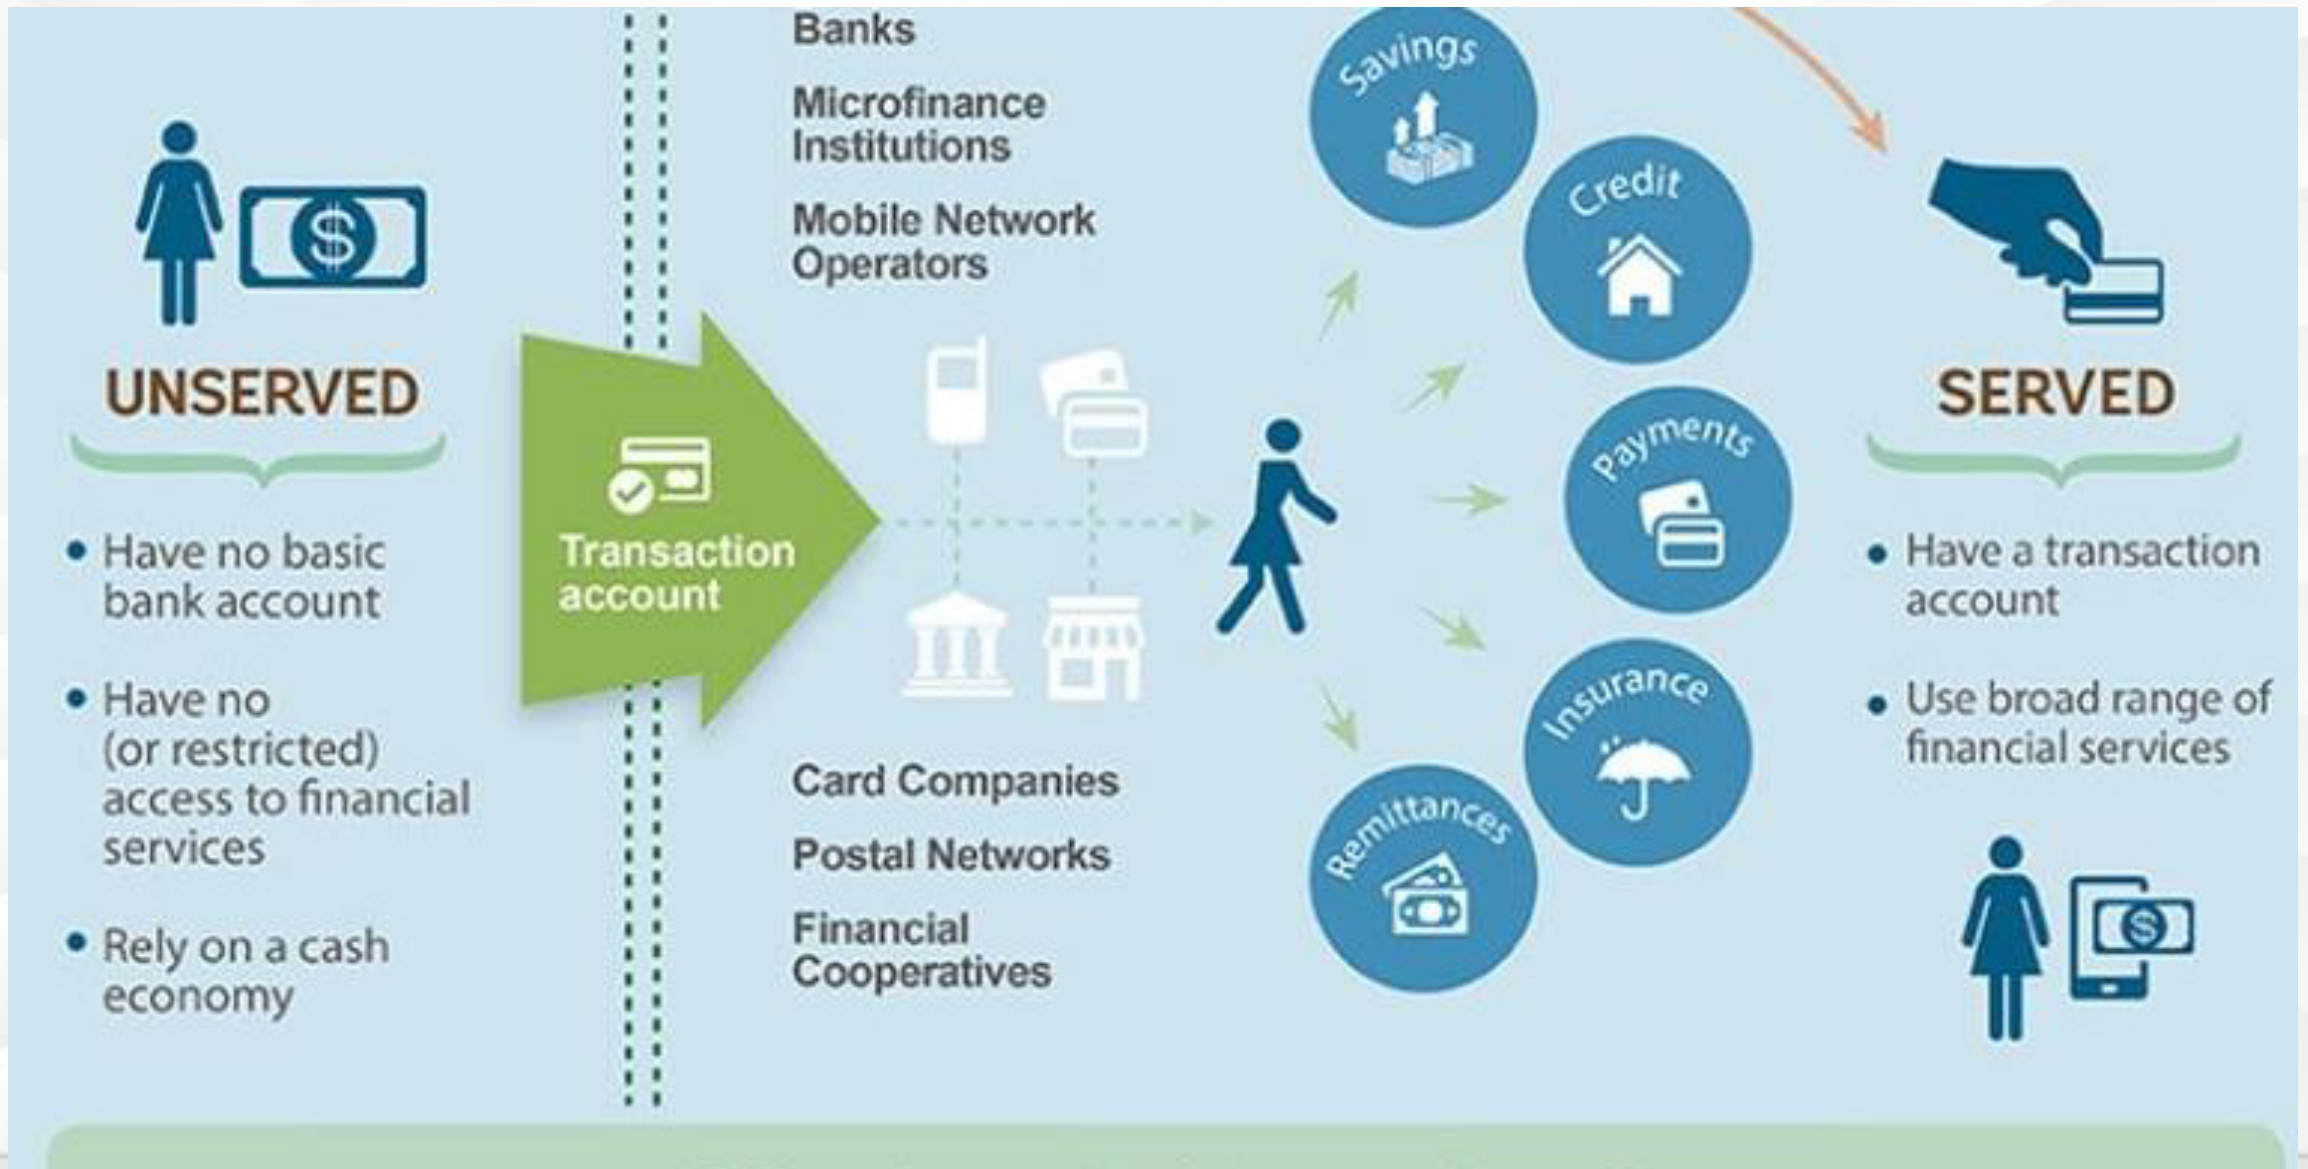 UNSERVED
• Have no basic
bank account
• Have no
(or restricted)
access to financial
services
• Rely on a cash
economy
Transaction
account
Banks
Microfinance
Institutions
Mobile Network
Operators
Card Companies
Postal Networks
Financial
Cooperatives
Savings
Credit
Payments
Insurance
Remittances
SERVED
• Have a transaction
account
• Use broad range of
financial services